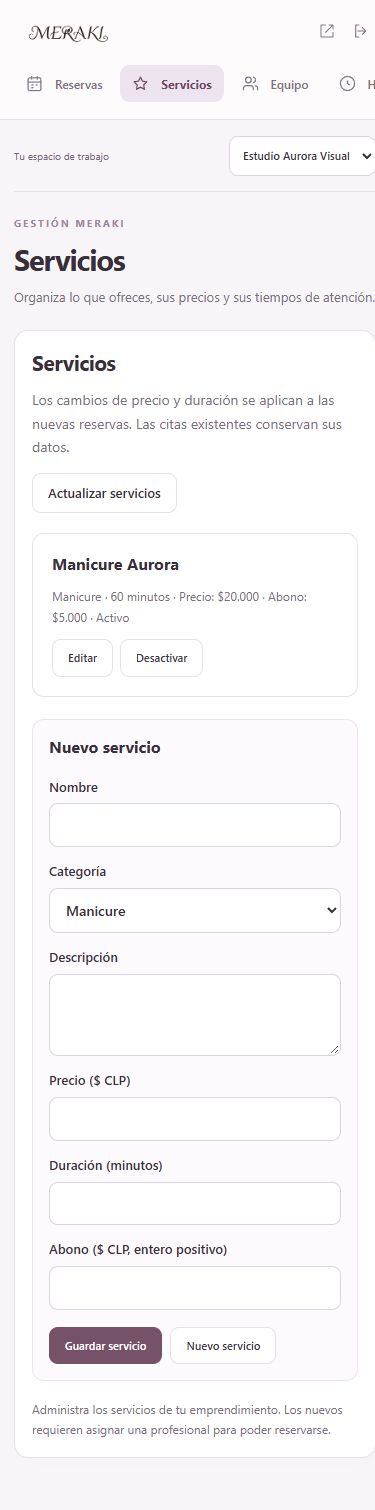 MERAKI
Reservas
Servicios
Equipo
H
Tu espacio de trabajo
Estudio Aurora Visual
GESTIÓN MERAKI
Servicios
Organiza lo que ofreces, sus precios y sus tiempos de atención.
Servicios
Los cambios de precio y duración se aplican a las
nuevas reservas. Las citas existentes conservan sus
datos.
Actualizar servicios
Manicure Aurora
Manicure · 60 minutos · Precio: $20.000 · Abono:
$5.000 · Activo
Editar
Desactivar
Nuevo servicio
Nombre
Categoría
Manicure
Descripción
Precio ($ CLP)
Duración (minutos)
Abono ($ CLP, entero positivo)
Guardar servicio
Nuevo servicio
Administra los servicios de tu emprendimiento. Los nuevos
requieren asignar una profesional para poder reservarse.